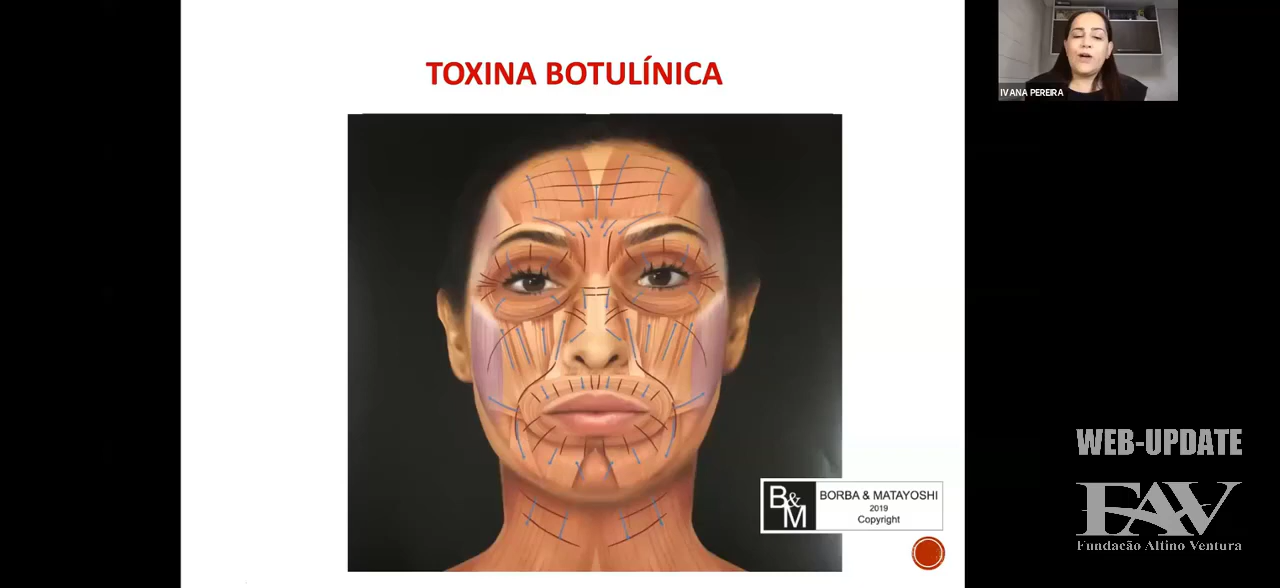 TOXINA BOTULÍNICA
IVANA PEREIRA
B&M
BORBA & MATAYOSHI
2019
Copyright
WEB-UPDATE
FAV
Fundação Altino Ventura